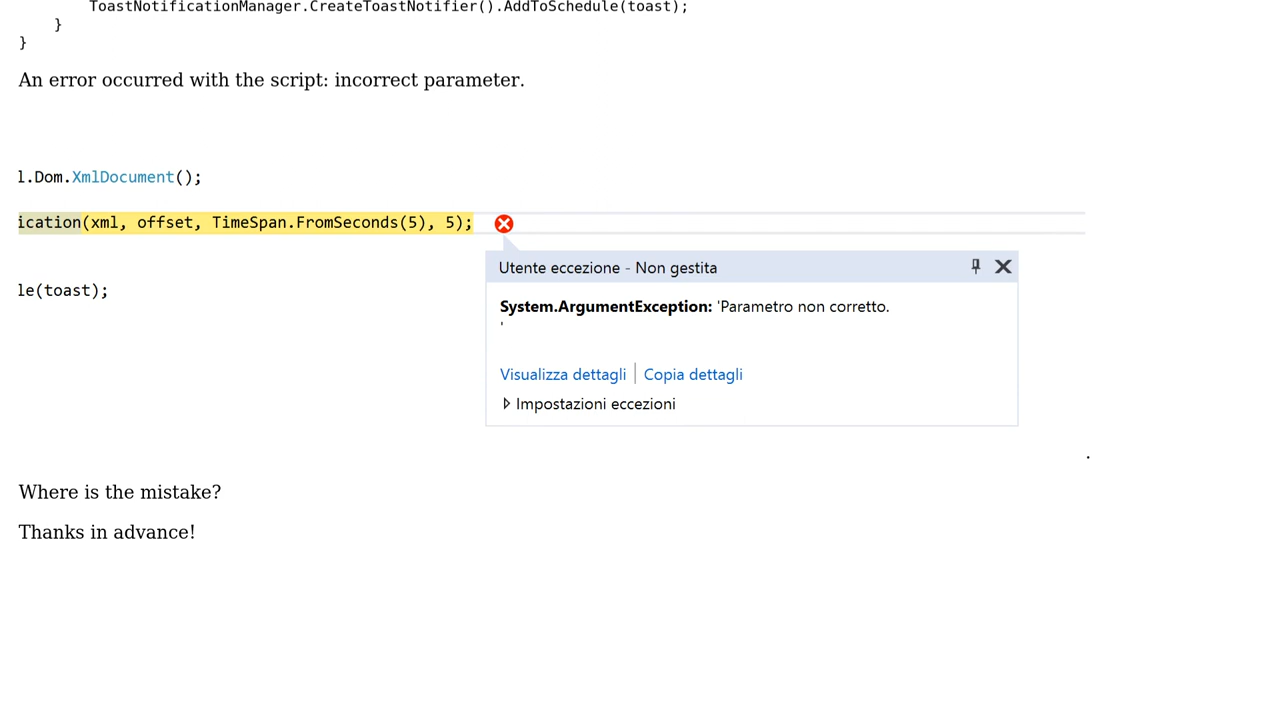 ToastNotificationManager.CreateToastNotifier().AddToSchedule(toast);
}
}
An error occurred with the script: incorrect parameter.
l.Dom.XmlDocument();
ication(xml, offset, TimeSpan.FromSeconds(5), 5);
Utente eccezione - Non gestita
System.ArgumentException: 'Parametro non corretto.
'
le(toast);
Visualizza dettagli | Copia dettagli
Impostazioni eccezioni
.
Where is the mistake?
Thanks in advance!